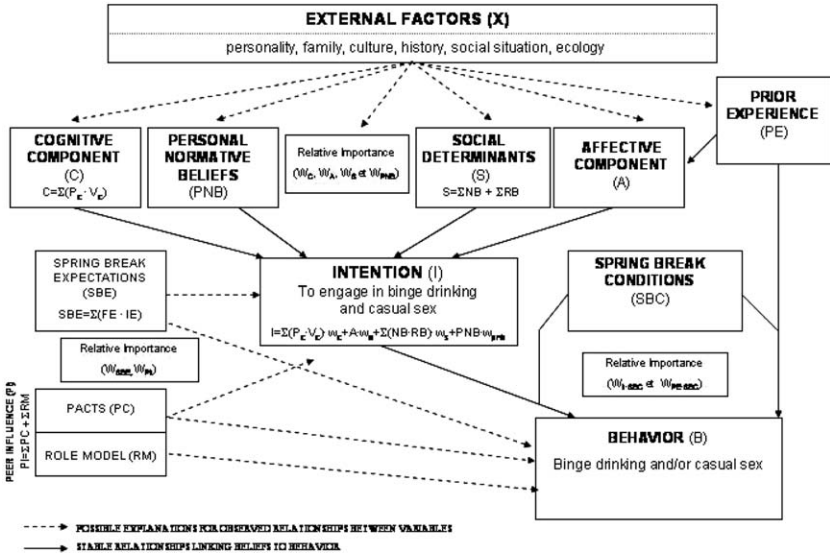 EXTERNAL FACTORS (X)
personality, family, culture, history, social situation, ecology
PRIOR
EXPERIENCE
(PE)
COGNITIVE
COMPONENT
(C)
C=Σ(P_E · V_E)
PERSONAL
NORMATIVE
BELIEFS
(PNB)
Relative Importance
(W_C, W_A, W_S et W_PNB)
SOCIAL
DETERMINANTS
(S)
S=ΣNB + ΣRB
AFFECTIVE
COMPONENT
(A)
SPRING BREAK
EXPECTATIONS
(SBE)
SBE=Σ(FE · IE)
INTENTION (I)
To engage in binge drinking
and casual sex
I=Σ(P_C·V_C)·w_C+A·w_a+Σ(NB·RB)·w_s+PNB·w_pnb
SPRING BREAK
CONDITIONS
(SBC)
Relative Importance
(W_SBE, W_PI)
Relative Importance
(W_I-SBC et W_PE-SBC)
PEER INFLUENCE (PI)
PI=ΣPC + ΣRM
PACTS (PC)
ROLE MODEL (RM)
BEHAVIOR (B)
Binge drinking and/or casual sex
POSSIBLE EXPLANATIONS FOR OBSERVED RELATIONSHIPS BETWEEN VARIABLES
STABLE RELATIONSHIPS LINKING BELIEFS TO BEHAVIOR